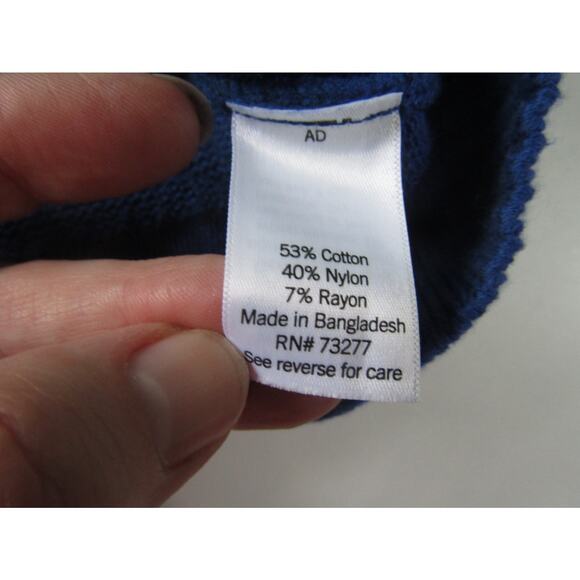 AD
53% Cotton
40% Nylon
7% Rayon
Made in Bangladesh
RN# 73277
See reverse for care